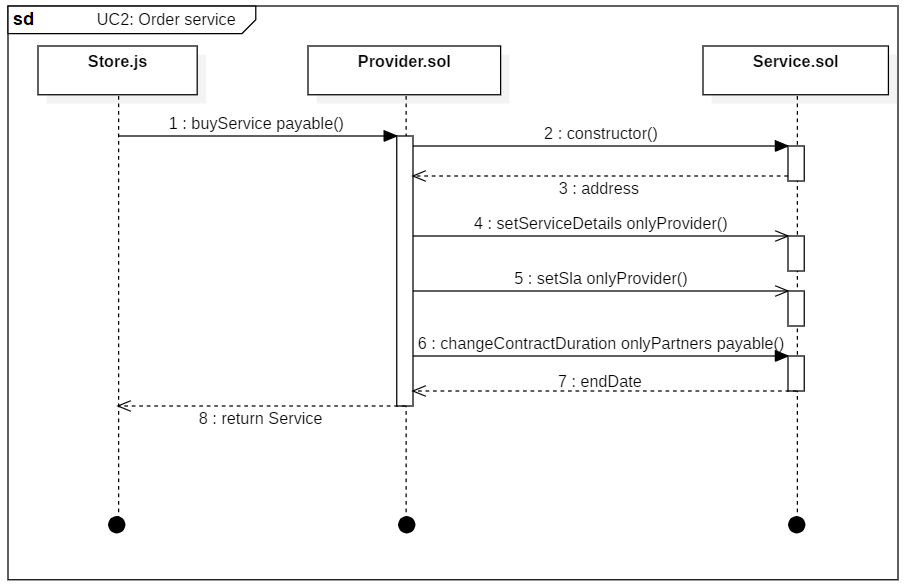 sd UC2: Order service
Store.js
Provider.sol
Service.sol
1 : buyService payable()
2 : constructor()
3 : address
4 : setServiceDetails onlyProvider()
5 : setSla onlyProvider()
6 : changeContractDuration onlyPartners payable()
7 : endDate
8 : return Service